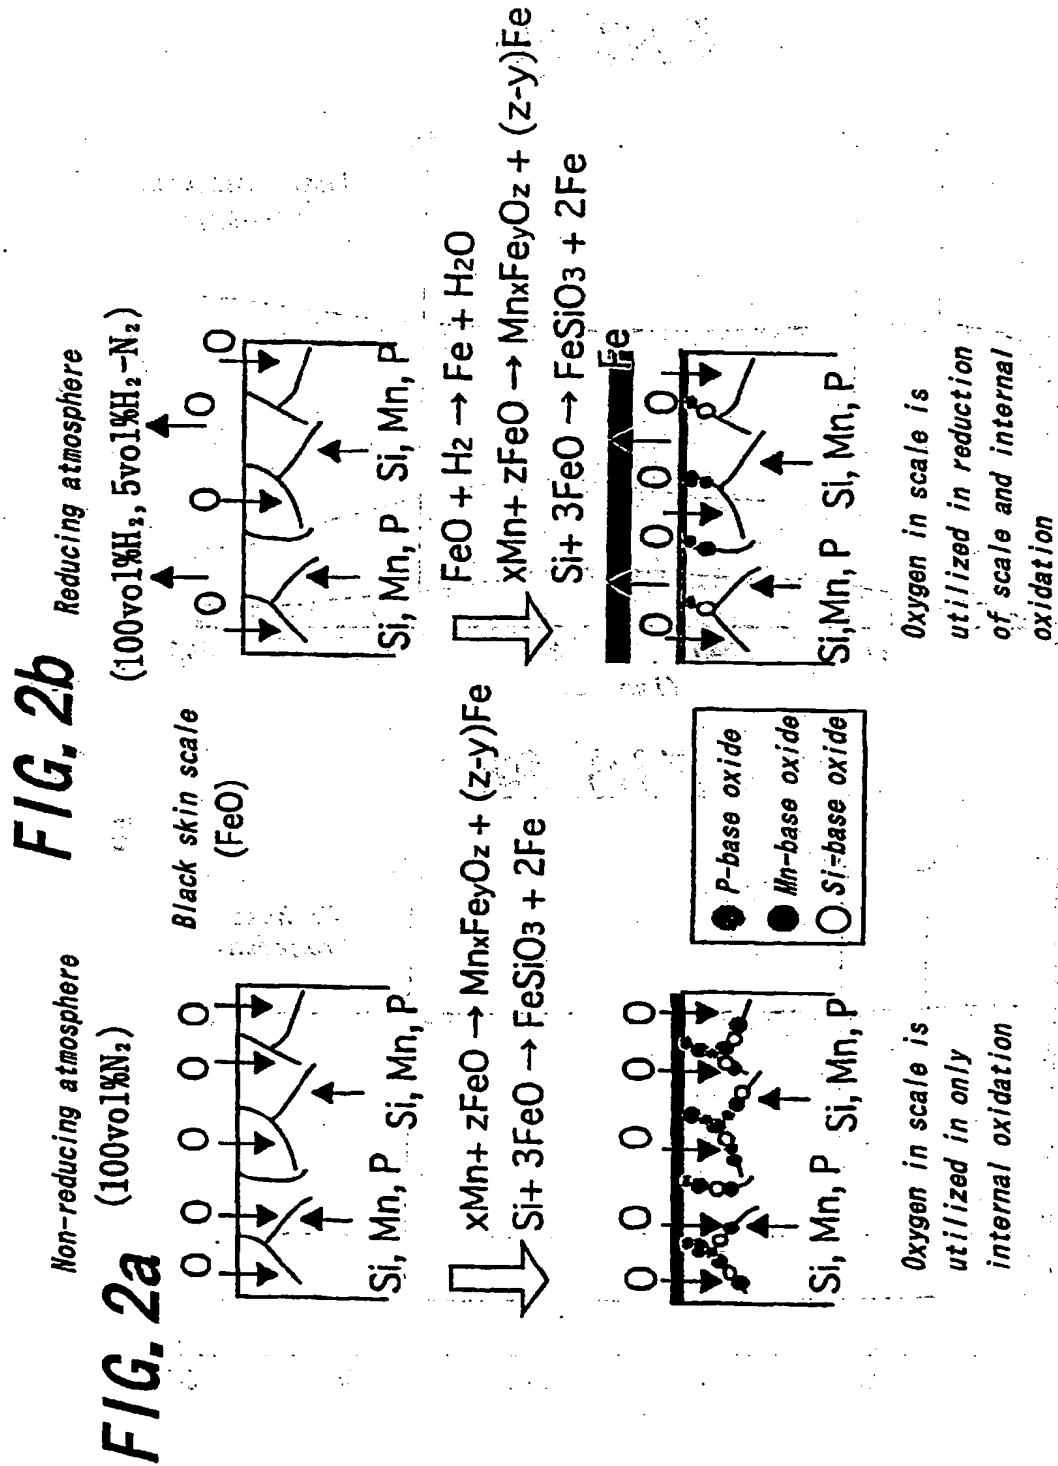 FIG. 2a
Non-reducing atmosphere
(100vol%N₂)
O O O O O
Si, Mn, P Si, Mn, P
xMn+ zFeO → MnxFeyOz + (z-y)Fe
Si+ 3FeO → FeSiO3 + 2Fe
O O O O O
Si, Mn, P Si, Mn, P
Oxygen in scale is
utilized in only
internal oxidation
Black skin scale
(FeO)
P-base oxide
Mn-base oxide
Si-base oxide
FIG. 2b
Reducing atmosphere
(100vol%H₂, 5vol%H₂-N₂)
O O O O
Si, Mn, P Si, Mn, P
FeO + H2 → Fe + H2O
xMn+ zFeO → MnxFeyOz + (z-y)Fe
Si+ 3FeO → FeSiO3 + 2Fe
Fe
O O O O
Si,Mn, P Si, Mn, P
Oxygen in scale is
utilized in reduction
of scale and internal
oxidation